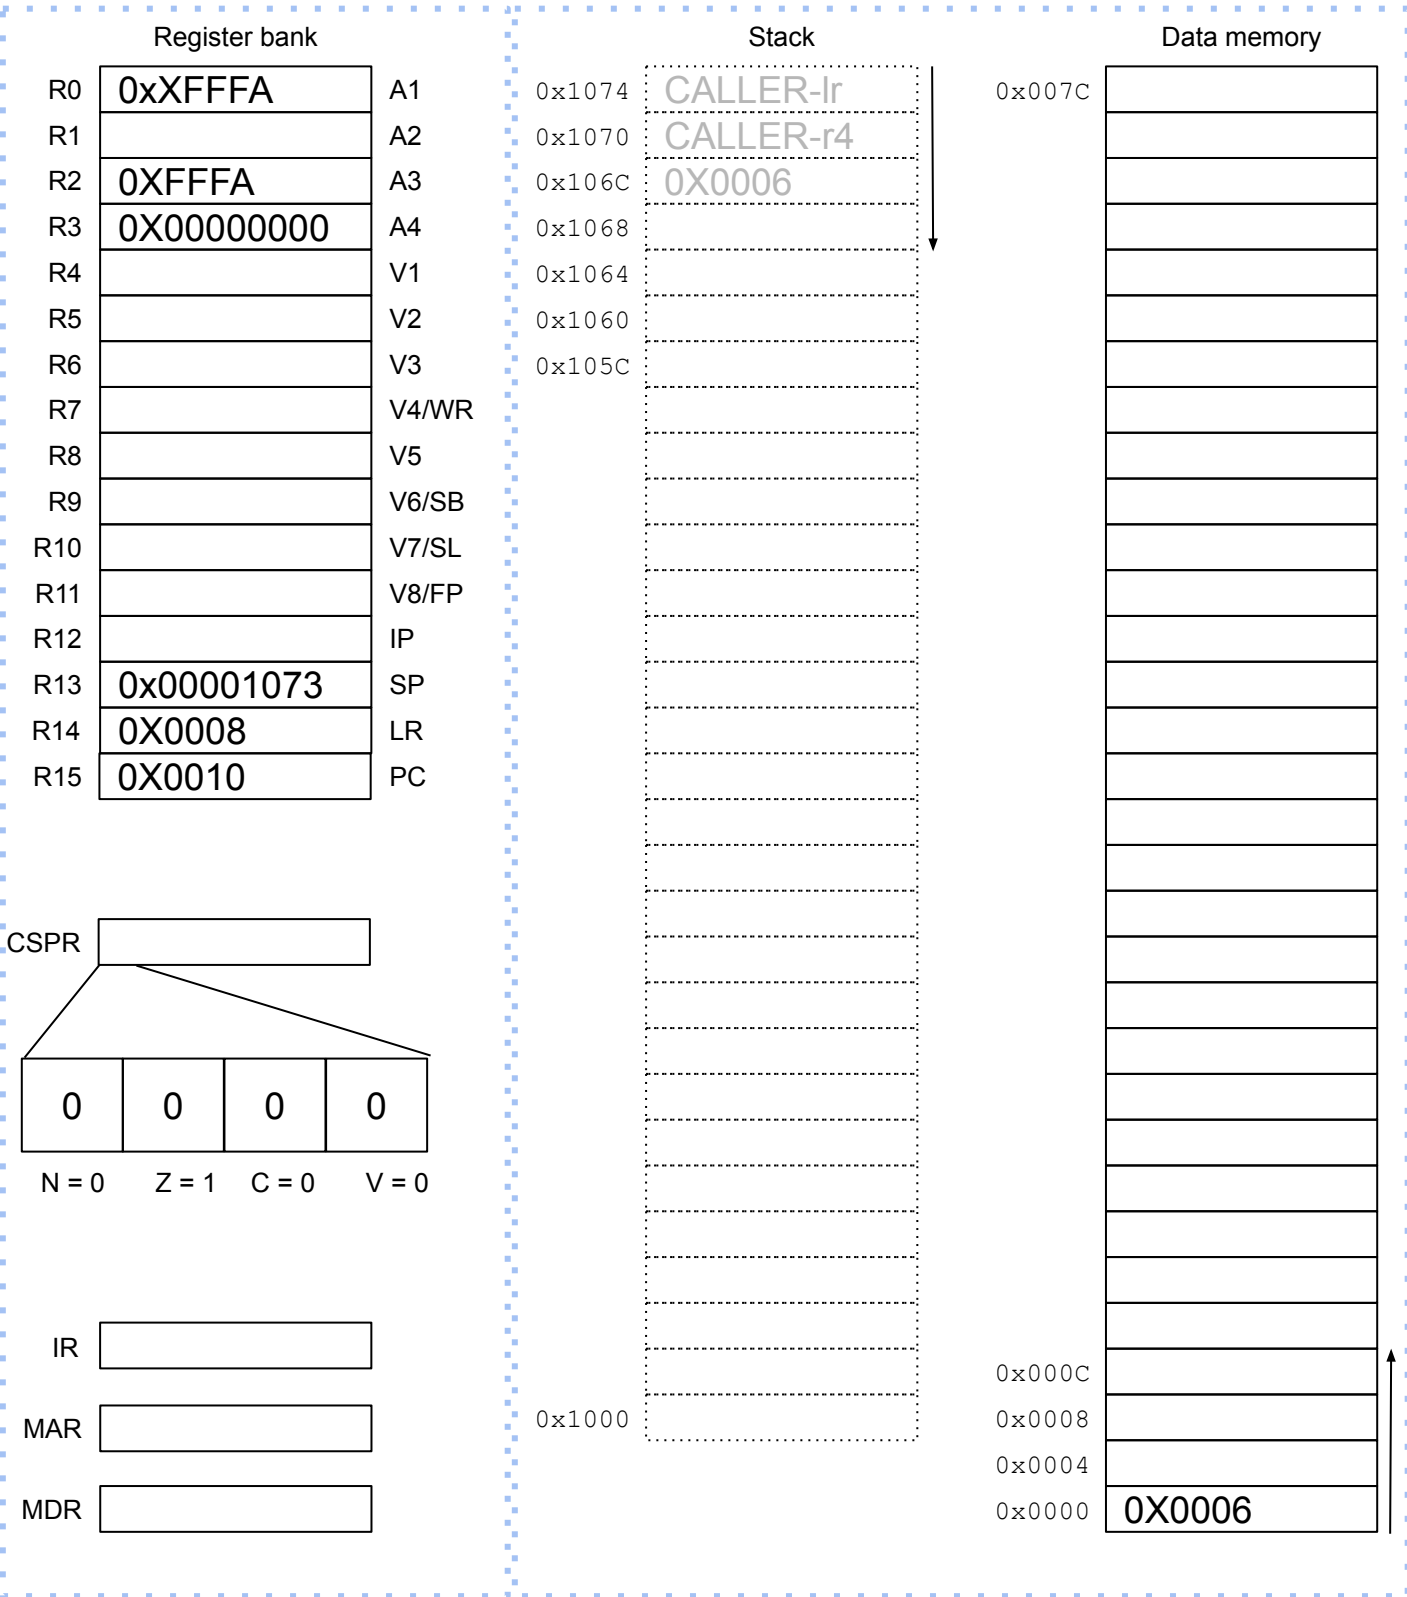 Register bank
R0 0xXFFFA A1
R1 A2
R2 0XFFFA A3
R3 0X00000000 A4
R4 V1
R5 V2
R6 V3
R7 V4/WR
R8 V5
R9 V6/SB
R10 V7/SL
R11 V8/FP
R12 IP
R13 0x00001073 SP
R14 0X0008 LR
R15 0X0010 PC
CSPR
0 0 0 0
N = 0 Z = 1 C = 0 V = 0
IR
MAR
MDR
Stack
0x1074 CALLER-lr
0x1070 CALLER-r4
0x106C 0X0006
0x1068
0x1064
0x1060
0x105C
0x1000
Data memory
0x007C
0x000C
0x0008
0x0004
0x0000 0X0006